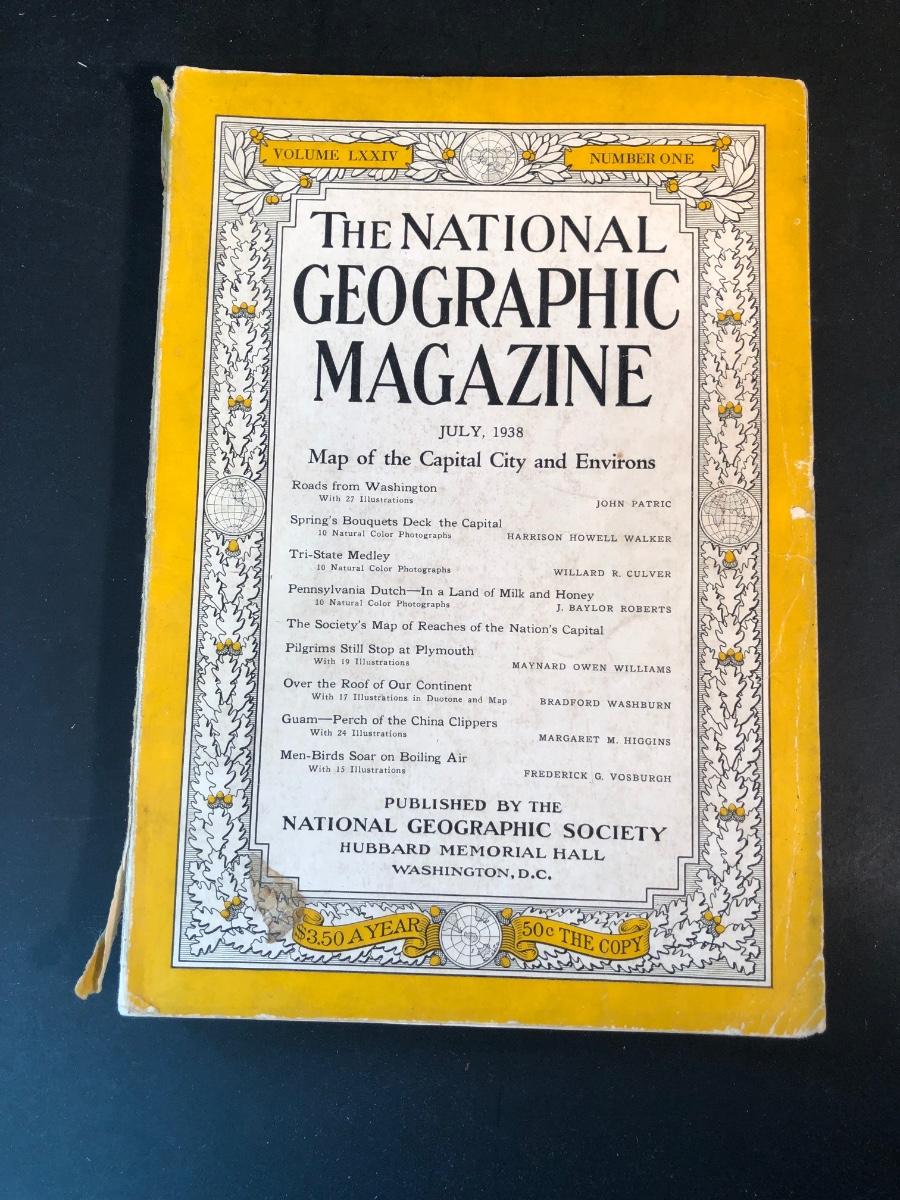 VOLUME LXXIV
NUMBER ONE
THE NATIONAL
GEOGRAPHIC
MAGAZINE
JULY, 1938
Map of the Capital City and Environs
Roads from Washington
With 27 Illustrations JOHN PATRIC
Spring's Bouquets Deck the Capital
10 Natural Color Photographs HARRISON HOWELL WALKER
Tri-State Medley
10 Natural Color Photographs WILLARD R. CULVER
Pennsylvania Dutch—In a Land of Milk and Honey
10 Natural Color Photographs J. BAYLOR ROBERTS
The Society's Map of Reaches of the Nation's Capital
Pilgrims Still Stop at Plymouth
With 19 Illustrations MAYNARD OWEN WILLIAMS
Over the Roof of Our Continent
With 17 Illustrations in Duotone and Map BRADFORD WASHBURN
Guam—Perch of the China Clippers
With 24 Illustrations MARGARET M. HIGGINS
Men-Birds Soar on Boiling Air
With 15 Illustrations FREDERICK G. VOSBURGH
PUBLISHED BY THE
NATIONAL GEOGRAPHIC SOCIETY
HUBBARD MEMORIAL HALL
WASHINGTON, D.C.
$3.50 A YEAR
50c THE COPY